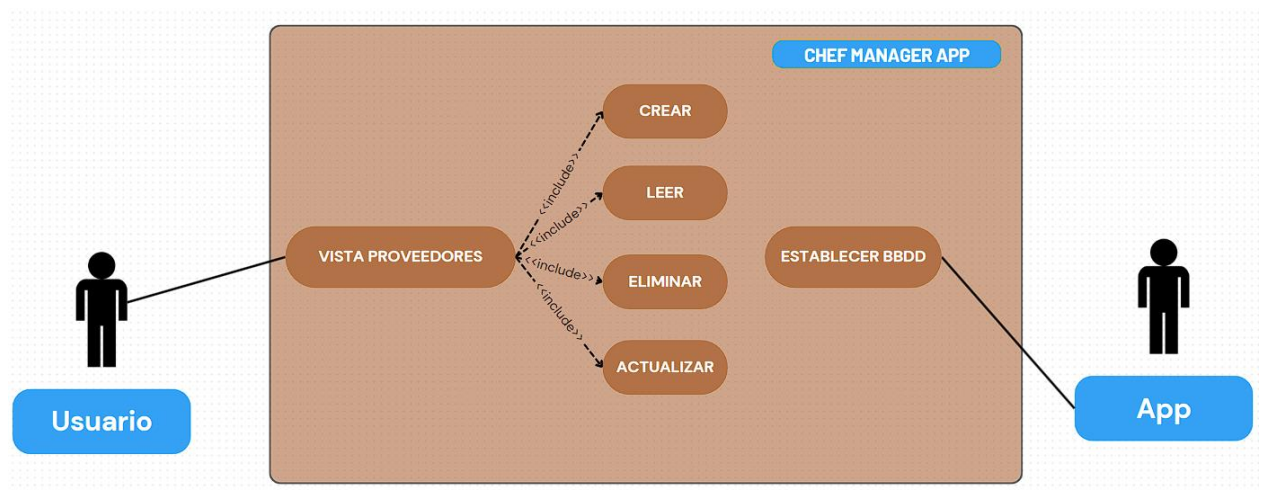 CHEF MANAGER APP
CREAR
<<include>>
LEER
<<include>>
VISTA PROVEEDORES
ESTABLECER BBDD
<<include>>
ELIMINAR
<<include>>
ACTUALIZAR
Usuario
App